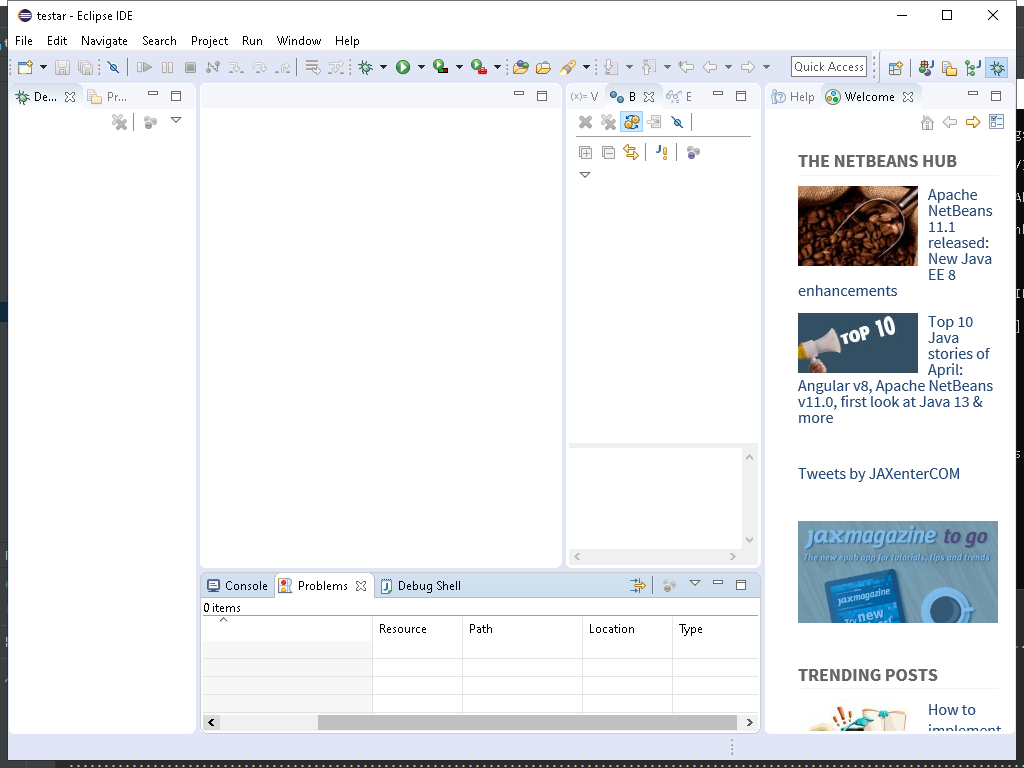 testar - Eclipse IDE
File Edit Navigate Search Project Run Window Help
Quick Access
De...
Pr...
(x)= V
B
E
Help
Welcome
THE NETBEANS HUB
Apache
NetBeans
11.1
released:
New Java
EE 8
enhancements
TOP 10
Top 10
Java
stories of
April:
Angular v8, Apache NetBeans
v11.0, first look at Java 13 &
more
Tweets by JAXenterCOM
jaxmagazine to go
The new epub app for tutorials, tips and trends
jaxmagazine
Try new
TRENDING POSTS
How to
implement
Console
Problems
Debug Shell
0 items
Resource Path Location Type